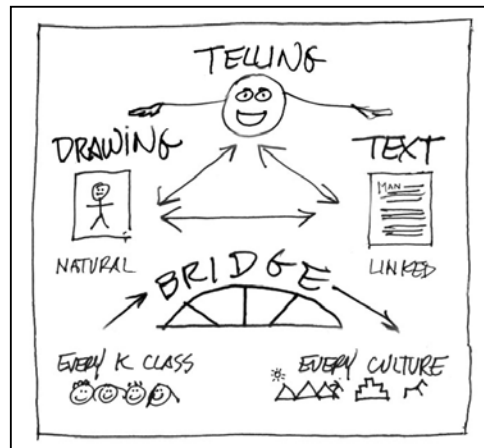 TELLING
DRAWING
TEXT
MAN
NATURAL
LINKED
BRIDGE
EVERY K CLASS
EVERY CULTURE